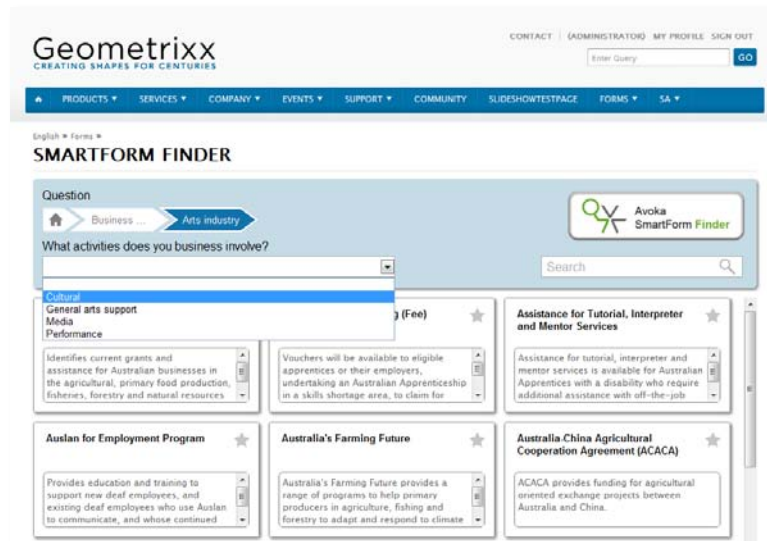 CONTACT (ADMINISTRATOR) MY PROFILE SIGN OUT
Geometrixx
CREATING SHAPES FOR CENTURIES
Enter Query GO
PRODUCTS SERVICES COMPANY EVENTS SUPPORT COMMUNITY SLIDESHOWTESTPAGE FORMS SA
English » Forms »
SMARTFORM FINDER
Question
Business ... Arts industry
Avoka
SmartForm Finder
What activities does you business involve?
Search
Cultural
General arts support
Media
Performance
Identifies current grants and
assistance for Australian businesses in
the agricultural, primary food production,
fisheries, forestry and natural resources
(Fee)
Vouchers will be available to eligible
apprentices or their employers,
undertaking an Australian Apprenticeship
in a skills shortage area, to claim for
Assistance for Tutorial, Interpreter
and Mentor Services
Assistance for tutorial, interpreter and
mentor services is available for Australian
Apprentices with a disability who require
additional assistance with off-the-job
Auslan for Employment Program
Provides education and training to
support new deaf employees, and
existing deaf employees who use Auslan
to communicate, and whose continued
Australia's Farming Future
Australia's Farming Future provides a
range of programs to help primary
producers in agriculture, fishing and
forestry to adapt and respond to climate
Australia-China Agricultural
Cooperation Agreement (ACACA)
ACACA provides funding for agricultural
oriented exchange projects between
Australia and China.